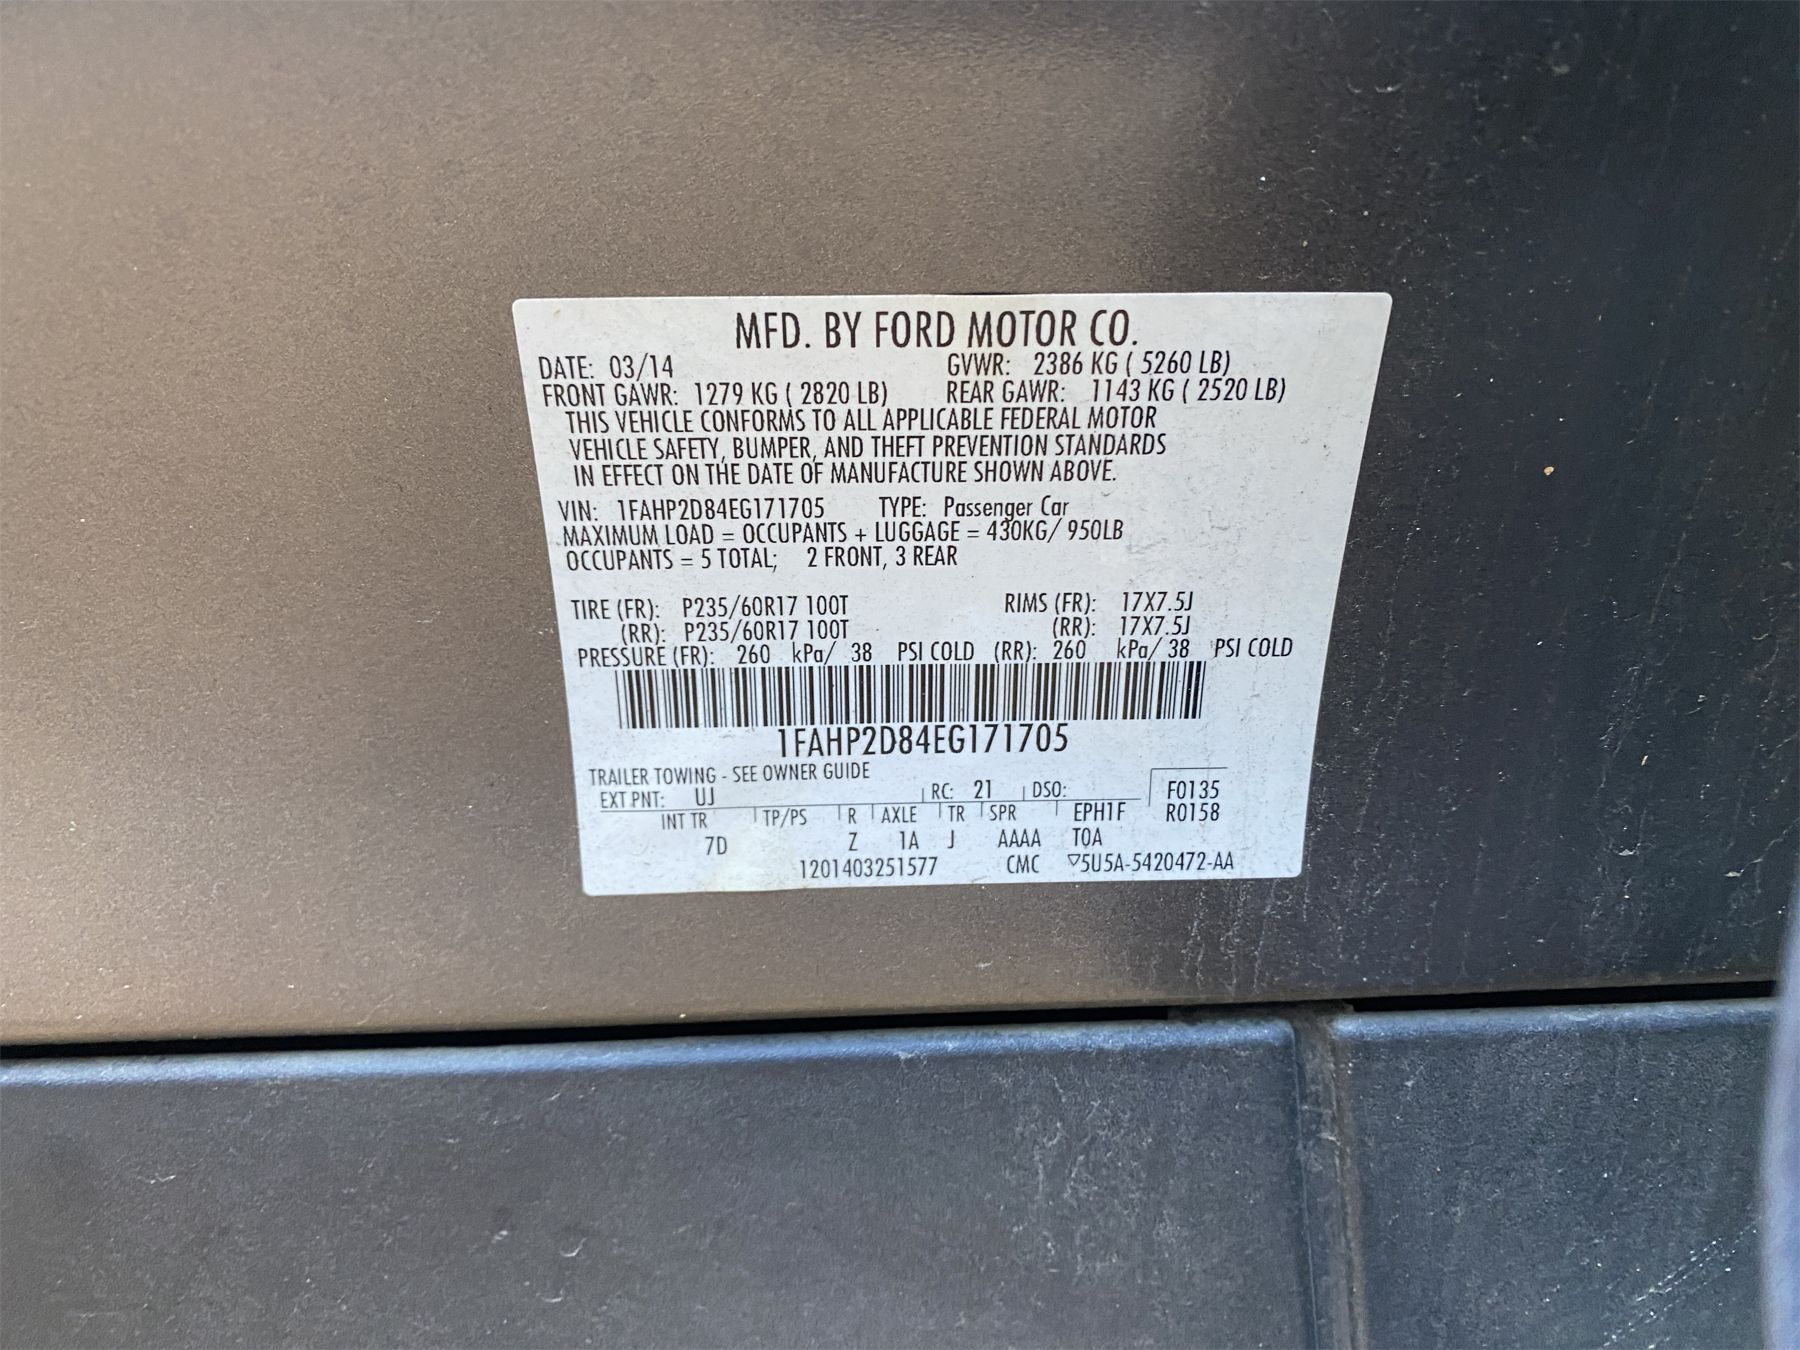 MFD. BY FORD MOTOR CO.
DATE: 03/14 GVWR: 2386 KG ( 5260 LB)
FRONT GAWR: 1279 KG ( 2820 LB) REAR GAWR: 1143 KG ( 2520 LB)
THIS VEHICLE CONFORMS TO ALL APPLICABLE FEDERAL MOTOR
VEHICLE SAFETY, BUMPER, AND THEFT PREVENTION STANDARDS
IN EFFECT ON THE DATE OF MANUFACTURE SHOWN ABOVE.
VIN: 1FAHP2D84EG171705 TYPE: Passenger Car
MAXIMUM LOAD = OCCUPANTS + LUGGAGE = 430KG/ 950LB
OCCUPANTS = 5 TOTAL; 2 FRONT, 3 REAR
TIRE (FR): P235/60R17 100T RIMS (FR): 17X7.5J
(RR): P235/60R17 100T (RR): 17X7.5J
PRESSURE (FR): 260 kPa/ 38 PSI COLD (RR): 260 kPa/ 38 PSI COLD
1FAHP2D84EG171705
TRAILER TOWING - SEE OWNER GUIDE
EXT PNT: UJ RC: 21 DSO: F0135
INT TR TP/PS R AXLE TR SPR EPH1F R0158
7D Z 1A J AAAA TOA
1201403251577 CMC ▽5U5A-5420472-AA